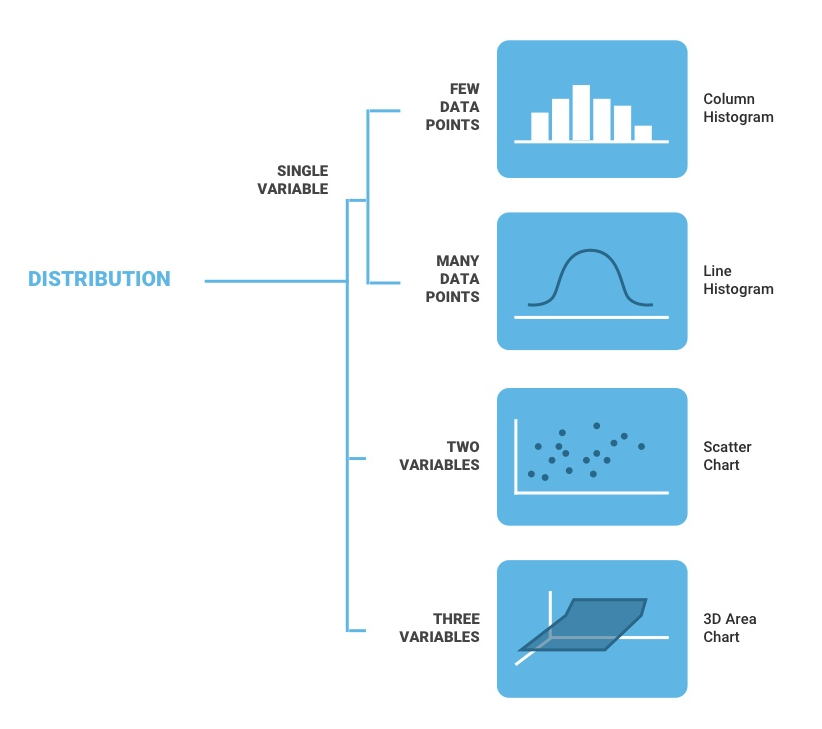 FEW
DATA
POINTS
Column
Histogram
SINGLE
VARIABLE
DISTRIBUTION
MANY
DATA
POINTS
Line
Histogram
TWO
VARIABLES
Scatter
Chart
THREE
VARIABLES
3D Area
Chart